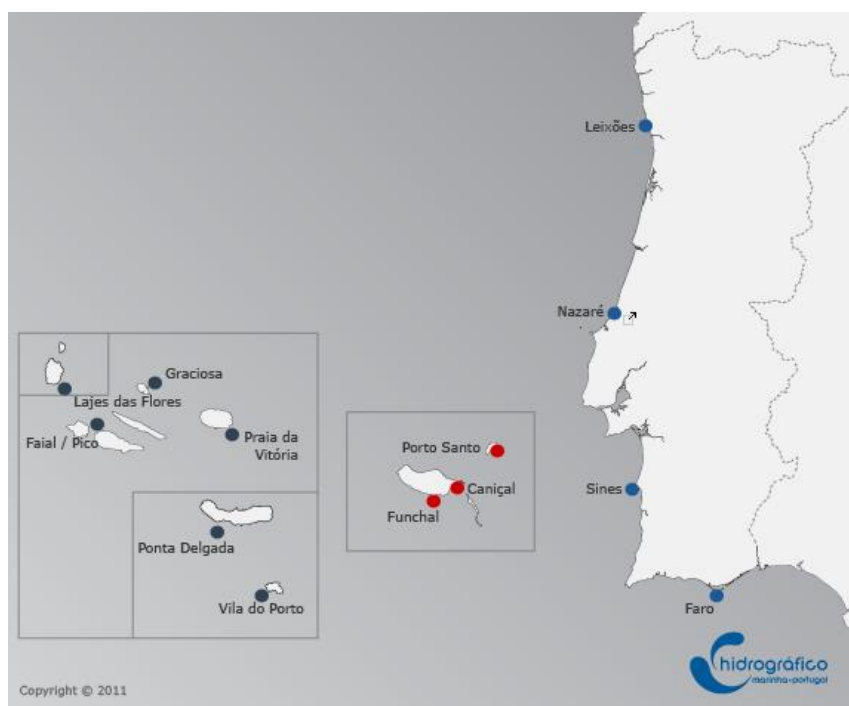 Leixões
Nazaré
Graciosa
Lajes das Flores
Faial / Pico
Praia da
Vitória
Porto Santo
Caniçal
Funchal
Sines
Ponta Delgada
Vila do Porto
Faro
hidrográfico
marinha-portugal
Copyright © 2011